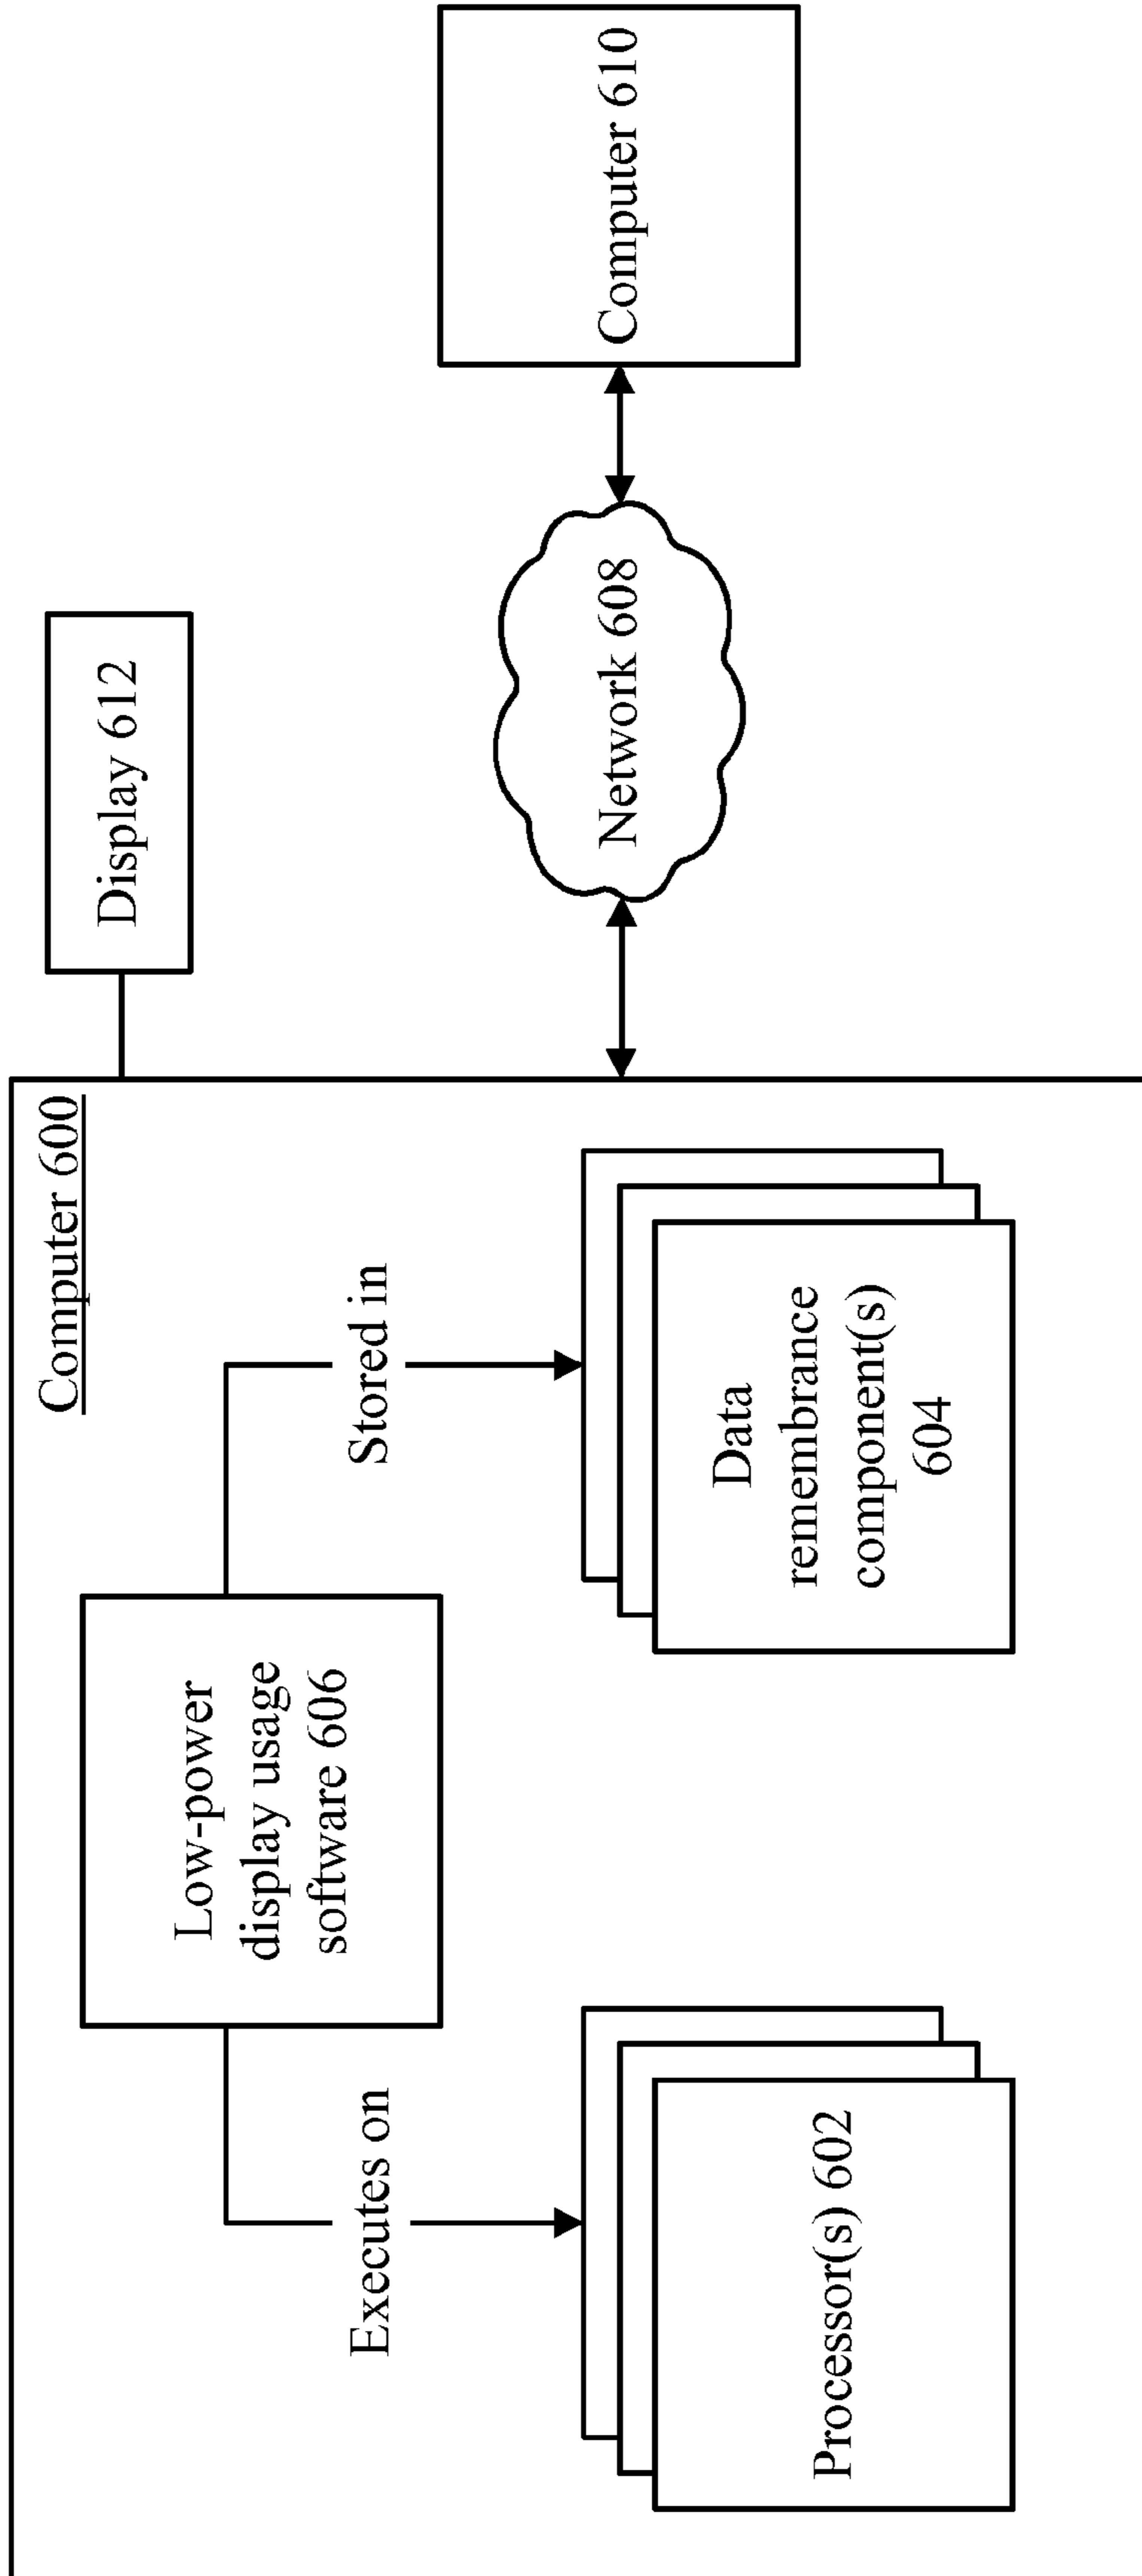 Computer 600
Low-power
display usage
software 606
Executes on
Stored in
Processor(s) 602
Data
remembrance
component(s)
604
Display 612
Network 608
Computer 610